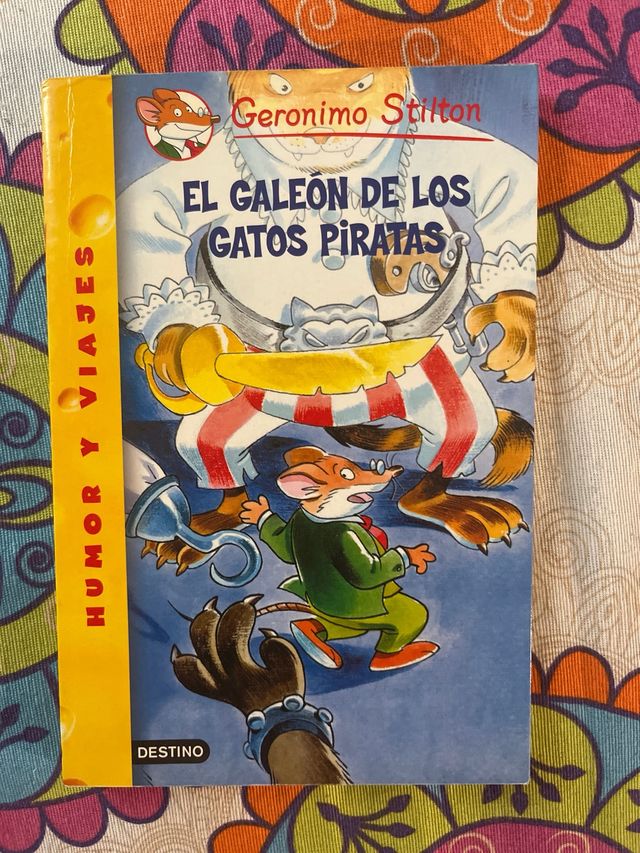 Geronimo Stilton
EL GALEÓN DE LOS
GATOS PiRATAS
HUMOR Y VIAJES
DESTINO